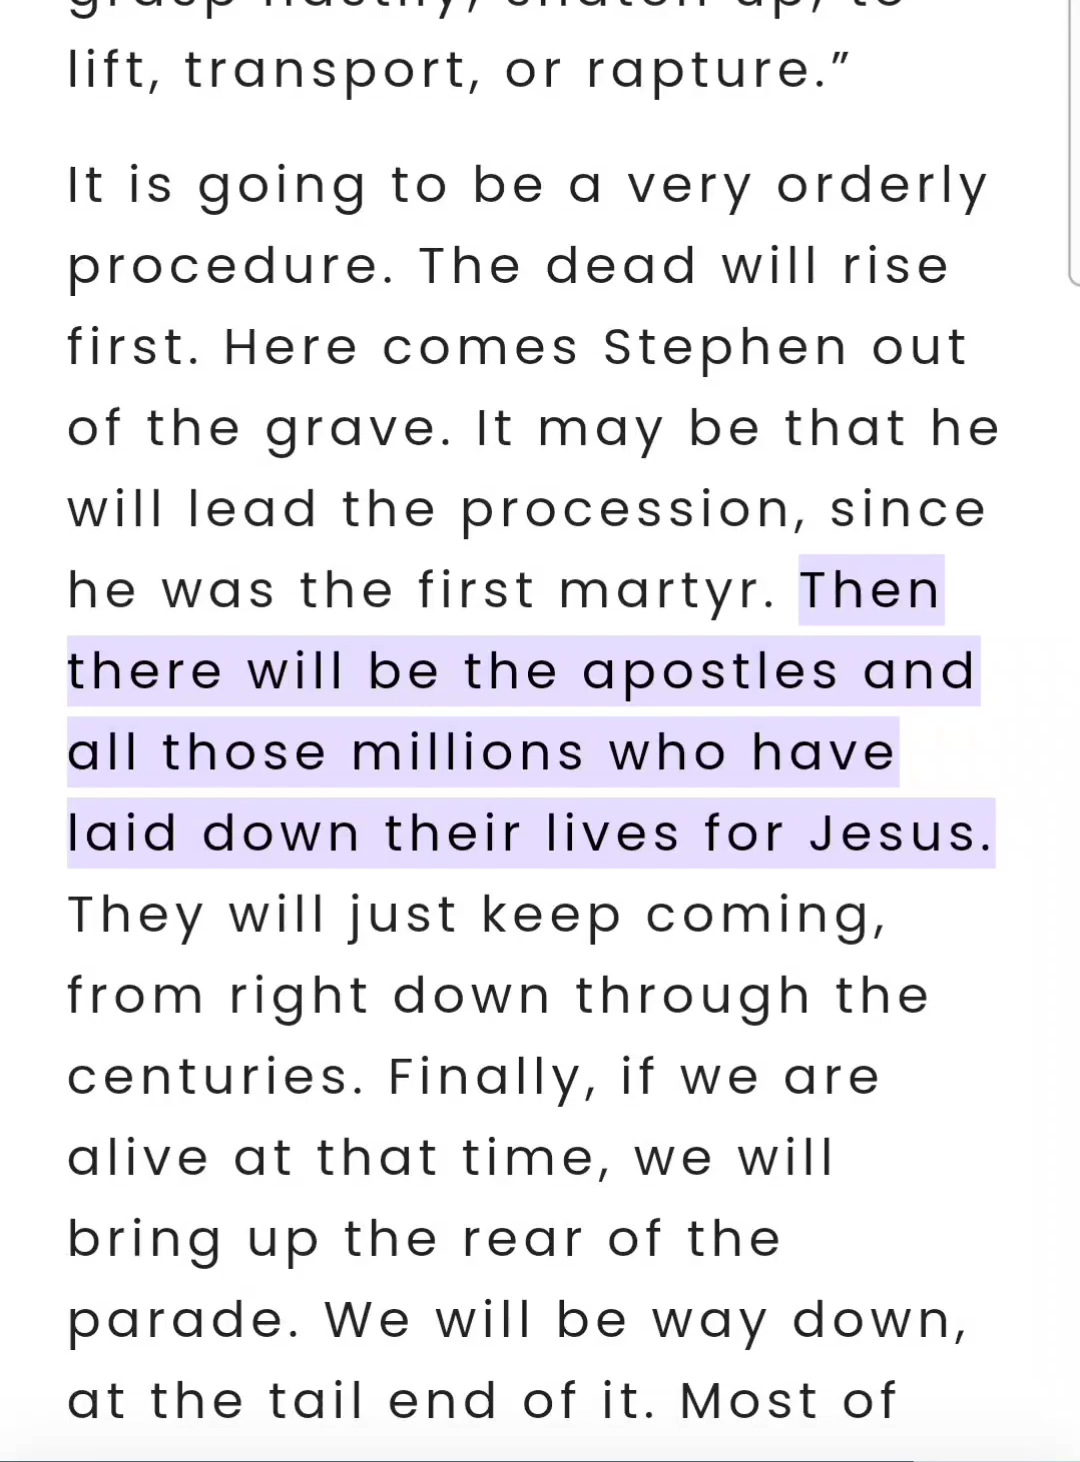 lift, transport, or rapture.”
It is going to be a very orderly
procedure. The dead will rise
first. Here comes Stephen out
of the grave. It may be that he
will lead the procession, since
he was the first martyr. Then
there will be the apostles and
all those millions who have
laid down their lives for Jesus.
They will just keep coming,
from right down through the
centuries. Finally, if we are
alive at that time, we will
bring up the rear of the
parade. We will be way down,
at the tail end of it. Most of